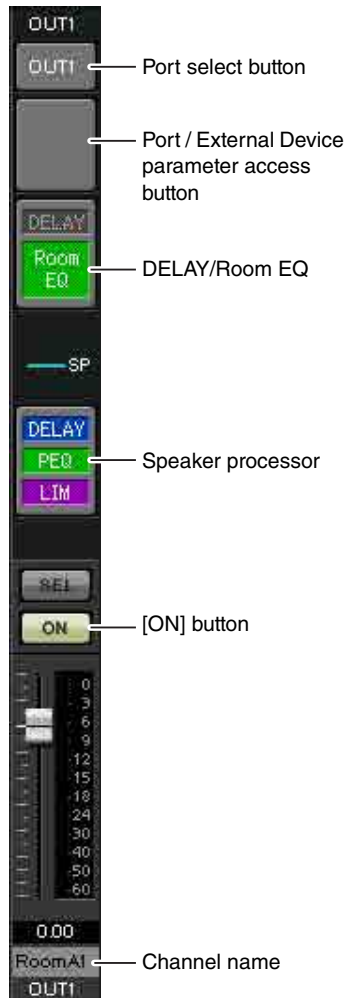 OUT1
OUT1
Port select button
Port / External Device
parameter access
button
DELAY
Room
EQ
DELAY/Room EQ
SP
DELAY
PEQ
LIM
Speaker processor
SEL
ON
[ON] button
0
3
6
9
12
15
18
24
30
40
50
60
0.00
RoomA1
Channel name
OUT1